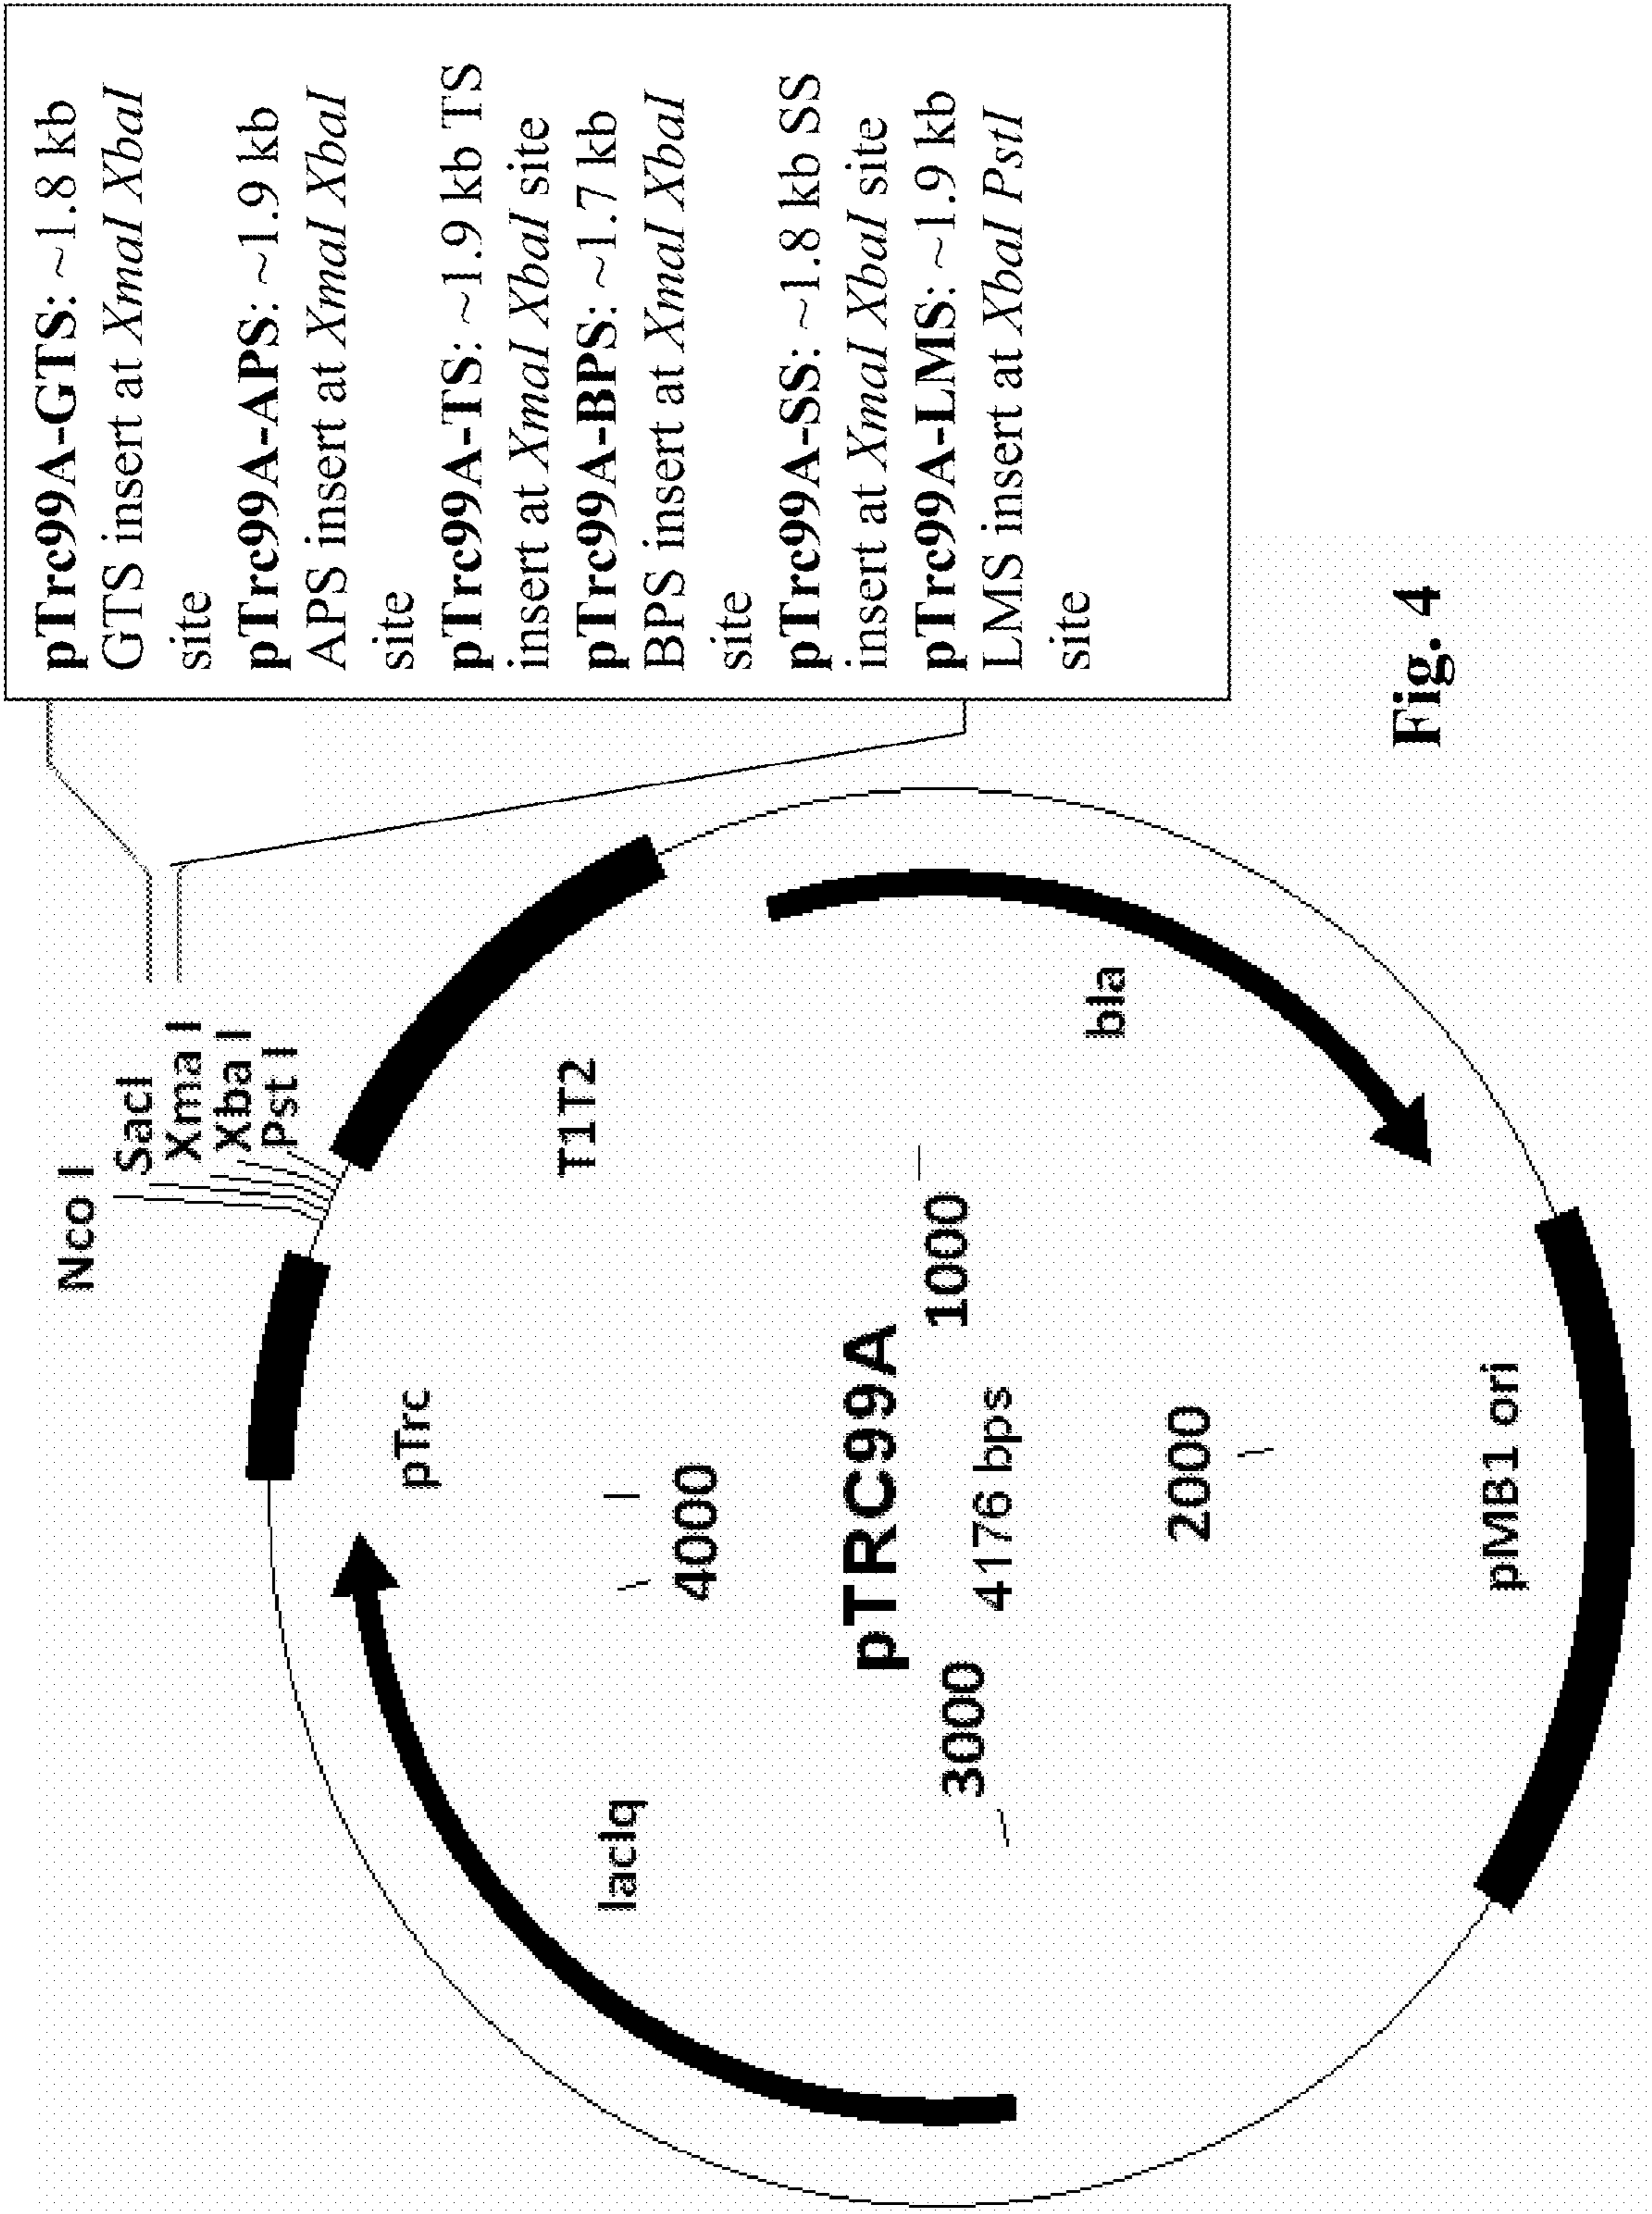 pTrc99A-GTS: ~1.8 kb
GTS insert at XmaI XbaI
site
pTrc99A-APS: ~1.9 kb
APS insert at XmaI XbaI
site
pTrc99A-TS: ~1.9 kb TS
insert at XmaI XbaI site
pTrc99A-BPS: ~1.7 kb
BPS insert at XmaI XbaI
site
pTrc99A-SS: ~1.8 kb SS
insert at XmaI XbaI site
pTrc99A-LMS: ~1.9 kb
LMS insert at XbaI PstI
site
Nco I
SacI
Xma I
Xba I
Pst I
pTrc
T1T2
lacIq
4000
pTRC99A
4176 bps
3000
1000
2000
bla
pMB1 ori
Fig. 4